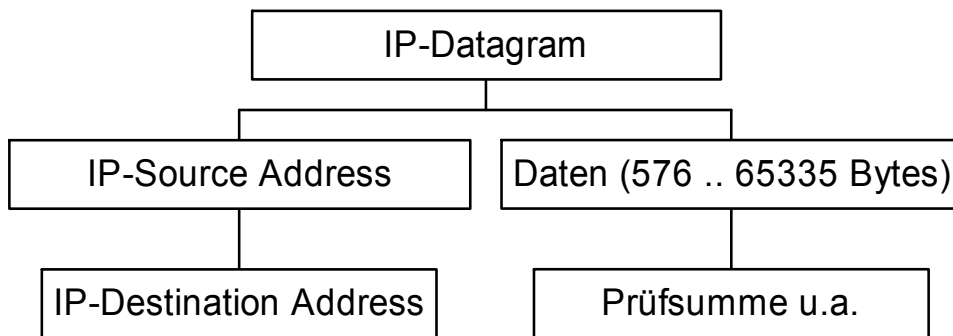 IP-Datagram
IP-Source Address
Daten (576 .. 65335 Bytes)
IP-Destination Address
Prüfsumme u.a.